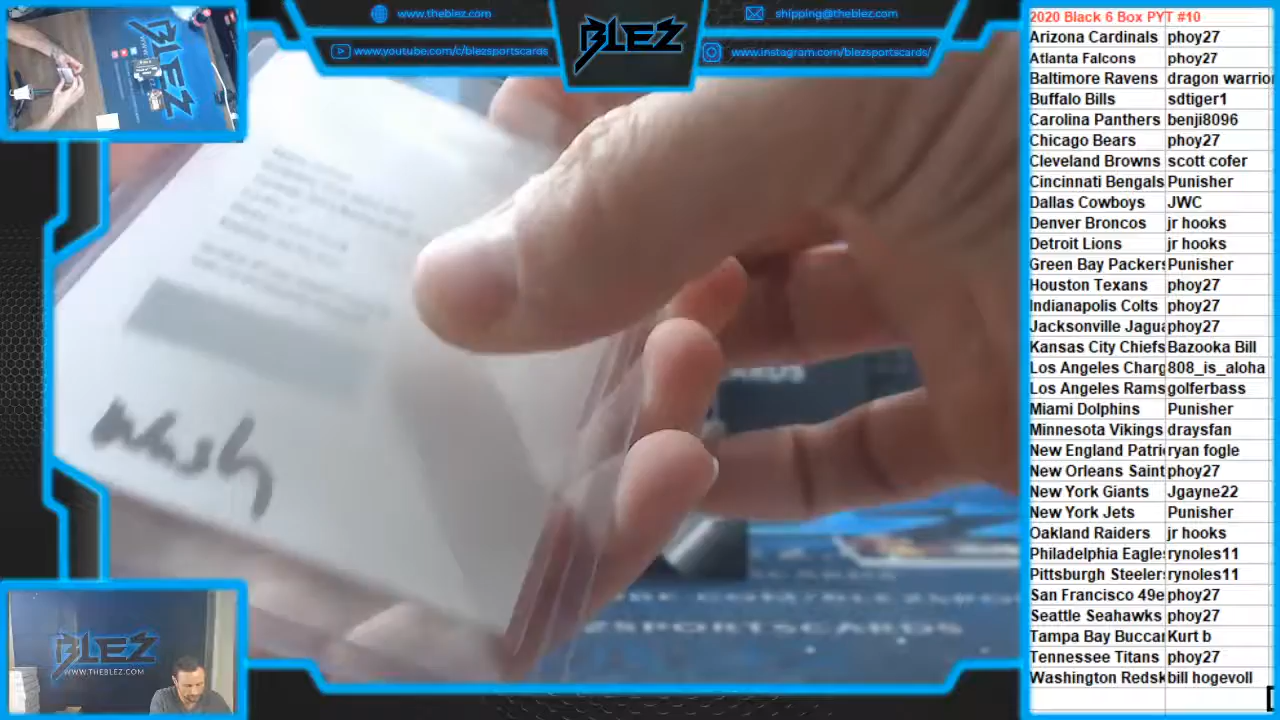 www.theblez.com
shipping@theblez.com
BLEZ
www.youtube.com/c/blezsportscards
www.instagram.com/blezsportscards/
2020 Black 6 Box PYT #10
Arizona Cardinals phoy27
Atlanta Falcons phoy27
Baltimore Ravens dragon warrior
Buffalo Bills sdtiger1
Carolina Panthers benji8096
Chicago Bears phoy27
Cleveland Browns scott cofer
Cincinnati Bengals Punisher
Dallas Cowboys JWC
Denver Broncos jr hooks
Detroit Lions jr hooks
Green Bay Packers Punisher
Houston Texans phoy27
Indianapolis Colts phoy27
Jacksonville Jagua phoy27
Kansas City Chiefs Bazooka Bill
Los Angeles Charg 808_is_aloha
Los Angeles Rams golferbass
Miami Dolphins Punisher
Minnesota Vikings draysfan
New England Patri ryan fogle
New Orleans Saint phoy27
New York Giants Jgayne22
New York Jets Punisher
Oakland Raiders jr hooks
Philadelphia Eagle rynoles11
Pittsburgh Steelers rynoles11
San Francisco 49e phoy27
Seattle Seahawks phoy27
Tampa Bay Buccan Kurt b
Tennessee Titans phoy27
Washington Redsk bill hogevoll
BLEZ
wash
ZSPORTSCARDS
BLEZ
WWW.THEBLEZ.COM